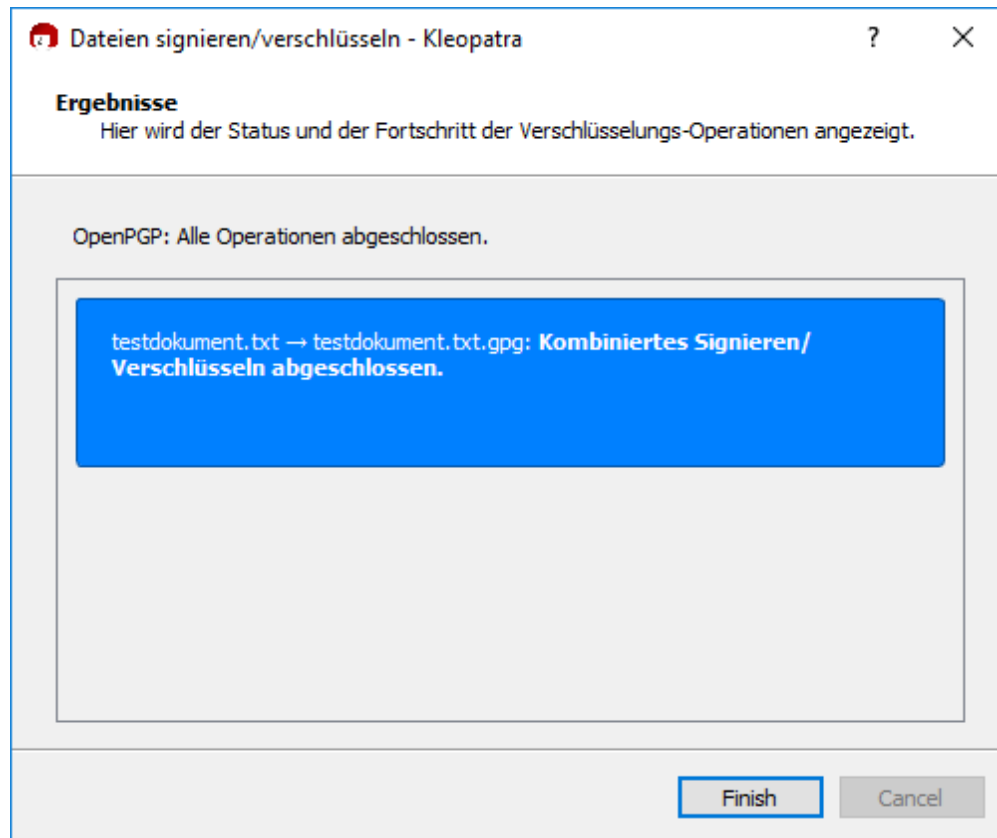 Dateien signieren/verschlüsseln - Kleopatra
?
Ergebnisse
Hier wird der Status und der Fortschritt der Verschlüsselungs-Operationen angezeigt.
OpenPGP: Alle Operationen abgeschlossen.
testdokument.txt → testdokument.txt.gpg: Kombiniertes Signieren/
Verschlüsseln abgeschlossen.
Finish
Cancel